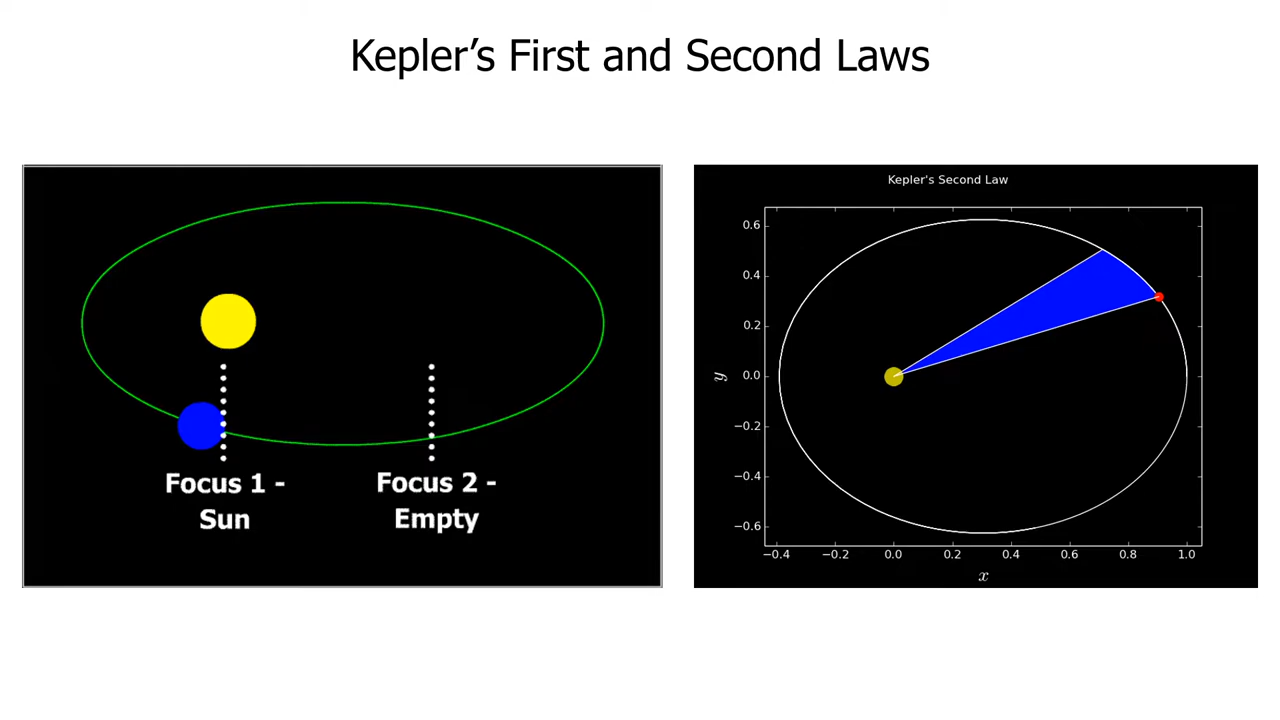 Kepler's First and Second Laws
Focus 1 -
Sun
Focus 2 -
Empty
Kepler's Second Law
0.6
0.4
0.2
0.0
−0.2
−0.4
−0.6
y
−0.4 −0.2 0.0 0.2 0.4 0.6 0.8 1.0
x